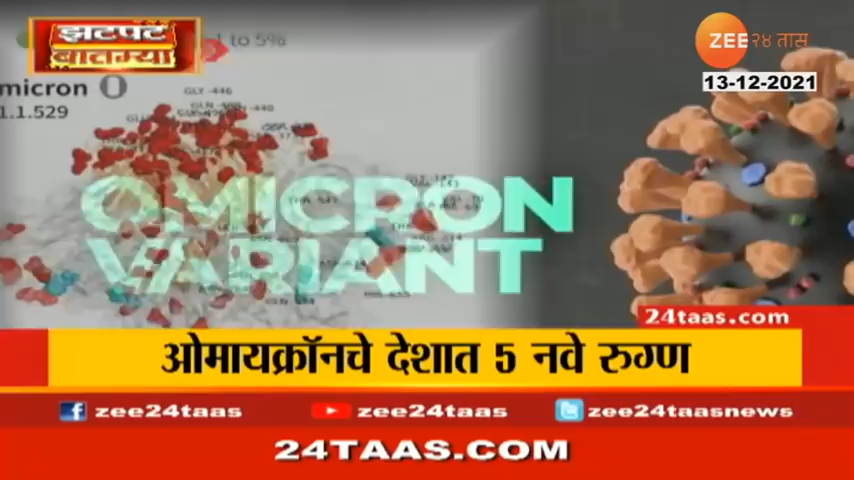 झटपट
बातम्या
l to 5%
ZEE २४ तास
13-12-2021
micron
1.1.529
GLY-446
OMICRON
VARIANT
24taas.com
ओमायक्रॉनचे देशात 5 नवे रुग्ण
zee24taas
zee24taas
zee24taasnews
24TAAS.COM